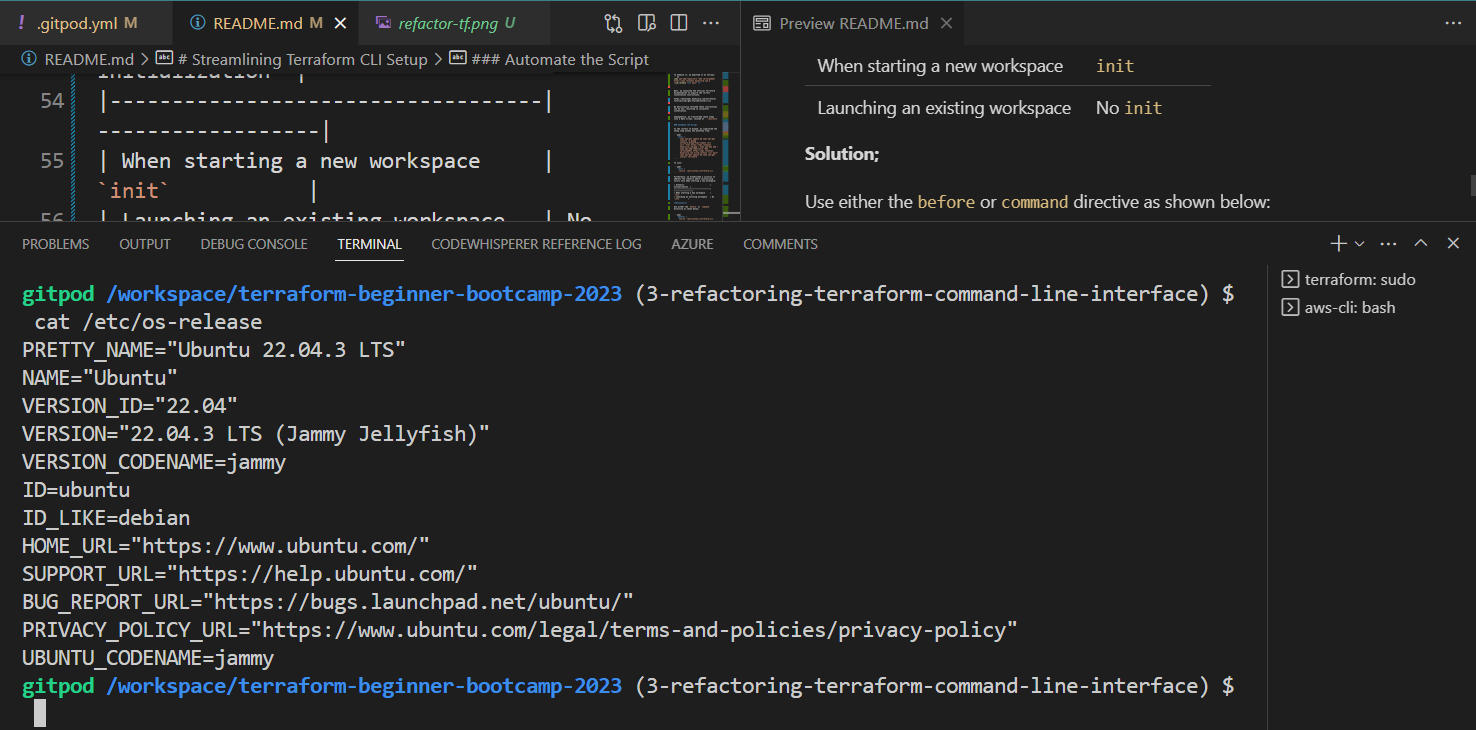 ! .gitpod.yml M
README.md M
refactor-tf.png U
Preview README.md
README.md > # Streamlining Terraform CLI Setup > ### Automate the Script
54 |------------------------------------|
------------------|
55 | When starting a new workspace |
`init` |
56 | Launching an existing workspace | No
When starting a new workspace init
Launching an existing workspace No init
Solution;
Use either the before or command directive as shown below:
PROBLEMS OUTPUT DEBUG CONSOLE TERMINAL CODEWHISPERER REFERENCE LOG AZURE COMMENTS
gitpod /workspace/terraform-beginner-bootcamp-2023 (3-refactoring-terraform-command-line-interface) $
cat /etc/os-release
PRETTY_NAME="Ubuntu 22.04.3 LTS"
NAME="Ubuntu"
VERSION_ID="22.04"
VERSION="22.04.3 LTS (Jammy Jellyfish)"
VERSION_CODENAME=jammy
ID=ubuntu
ID_LIKE=debian
HOME_URL="https://www.ubuntu.com/"
SUPPORT_URL="https://help.ubuntu.com/"
BUG_REPORT_URL="https://bugs.launchpad.net/ubuntu/"
PRIVACY_POLICY_URL="https://www.ubuntu.com/legal/terms-and-policies/privacy-policy"
UBUNTU_CODENAME=jammy
gitpod /workspace/terraform-beginner-bootcamp-2023 (3-refactoring-terraform-command-line-interface) $
terraform: sudo
aws-cli: bash